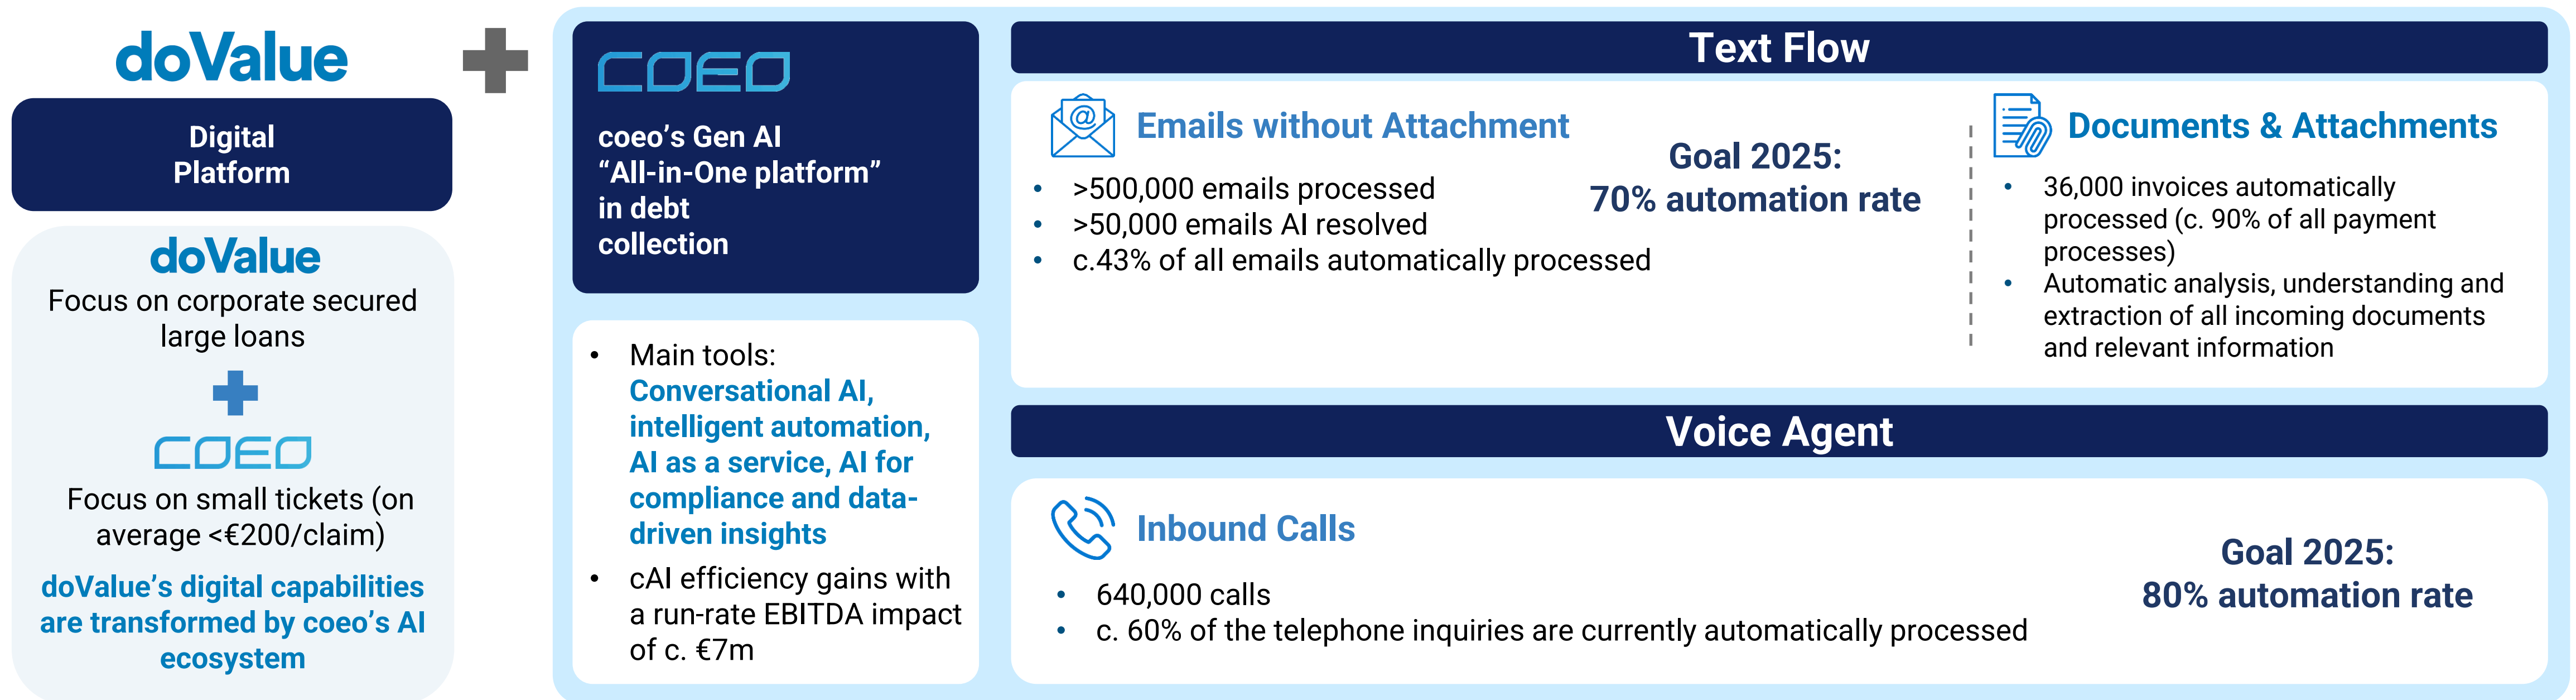 doValue
Digital
Platform
doValue
Focus on corporate secured
large loans
COEO
Focus on small tickets (on
average <€200/claim)
doValue’s digital capabilities
are transformed by coeo’s AI
ecosystem
COEO
coeo’s Gen AI
“All-in-One platform”
in debt
collection
• Main tools:
Conversational AI,
intelligent automation,
AI as a service, AI for
compliance and data-
driven insights
• cAI efficiency gains with
a run-rate EBITDA impact
of c. €7m
Text Flow
Emails without Attachment
• >500,000 emails processed
• >50,000 emails AI resolved
• c.43% of all emails automatically processed
Goal 2025:
70% automation rate
Documents & Attachments
• 36,000 invoices automatically
processed (c. 90% of all payment
processes)
• Automatic analysis, understanding and
extraction of all incoming documents
and relevant information
Voice Agent
Inbound Calls
• 640,000 calls
• c. 60% of the telephone inquiries are currently automatically processed
Goal 2025:
80% automation rate